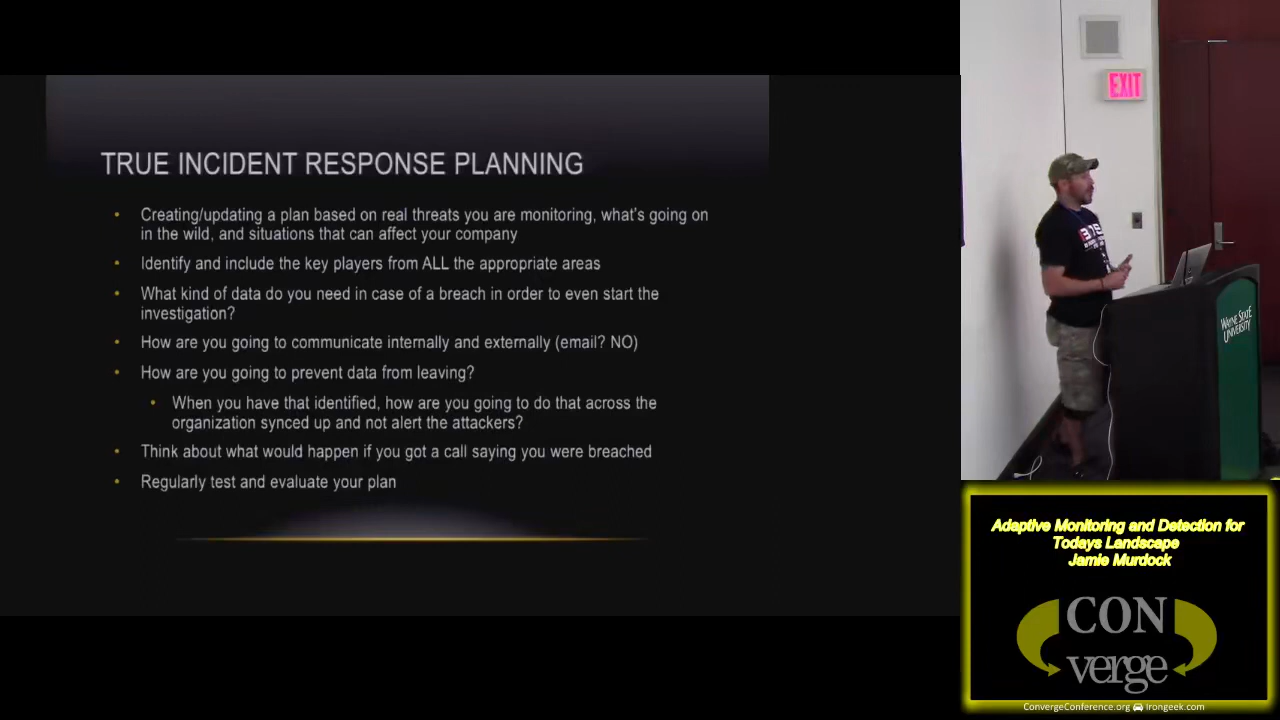 TRUE INCIDENT RESPONSE PLANNING
• Creating/updating a plan based on real threats you are monitoring, what's going on
in the wild, and situations that can affect your company
• Identify and include the key players from ALL the appropriate areas
• What kind of data do you need in case of a breach in order to even start the
investigation?
• How are you going to communicate internally and externally (email? NO)
• How are you going to prevent data from leaving?
• When you have that identified, how are you going to do that across the
organization synced up and not alert the attackers?
• Think about what would happen if you got a call saying you were breached
• Regularly test and evaluate your plan
EXIT
WAYNE STATE
UNIVERSITY
Adaptive Monitoring and Detection for
Todays Landscape
Jamie Murdock
CON
verge
ConvergeConference.org Irongeek.com